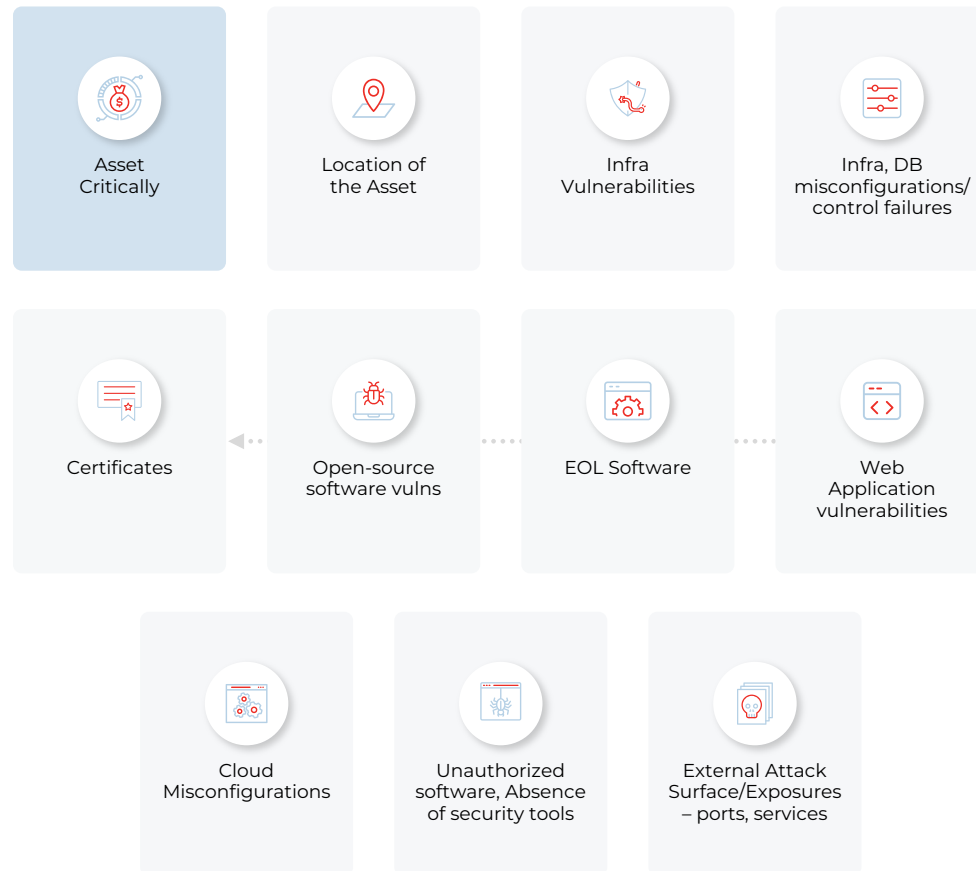 Asset
Critically
Location of
the Asset
Infra
Vulnerabilities
Infra, DB
misconfigurations/
control failures
Certificates
Open-source
software vulns
EOL Software
Web
Application
vulnerabilities
Cloud
Misconfigurations
Unauthorized
software, Absence
of security tools
External Attack
Surface/Exposures
– ports, services